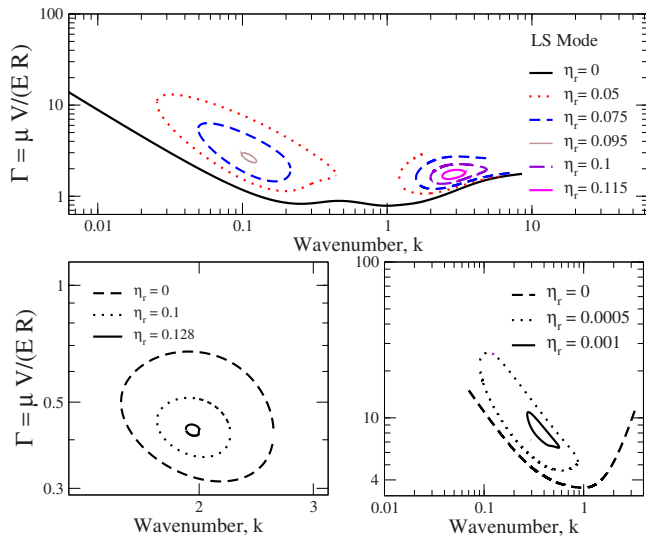 LS Mode
η_r = 0
η_r = 0.05
η_r = 0.075
η_r = 0.095
η_r = 0.1
η_r = 0.115
10
1
Γ = μ V/(E R)
0.01 0.1 1 10
Wavenumber, k
η_r = 0
η_r = 0.1
η_r = 0.128
1
0.5
0.3
Γ = μ V/(E R)
2 3
Wavenumber, k
η_r = 0
η_r = 0.0005
η_r = 0.001
100
10
4
0.01 0.1 1
Wavenumber, k